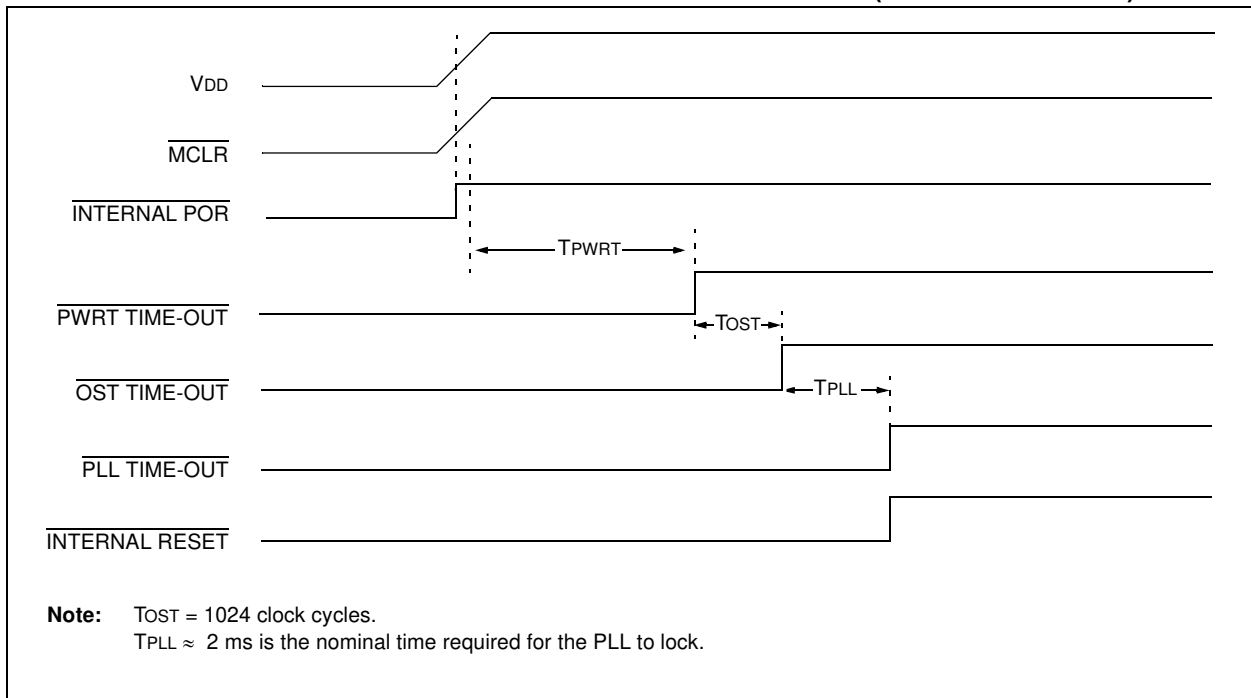 VDD
MCLR
INTERNAL POR
TPWRT
PWRT TIME-OUT
TOST
OST TIME-OUT
TPLL
PLL TIME-OUT
INTERNAL RESET
Note: TOST = 1024 clock cycles.
TPLL ≈ 2 ms is the nominal time required for the PLL to lock.